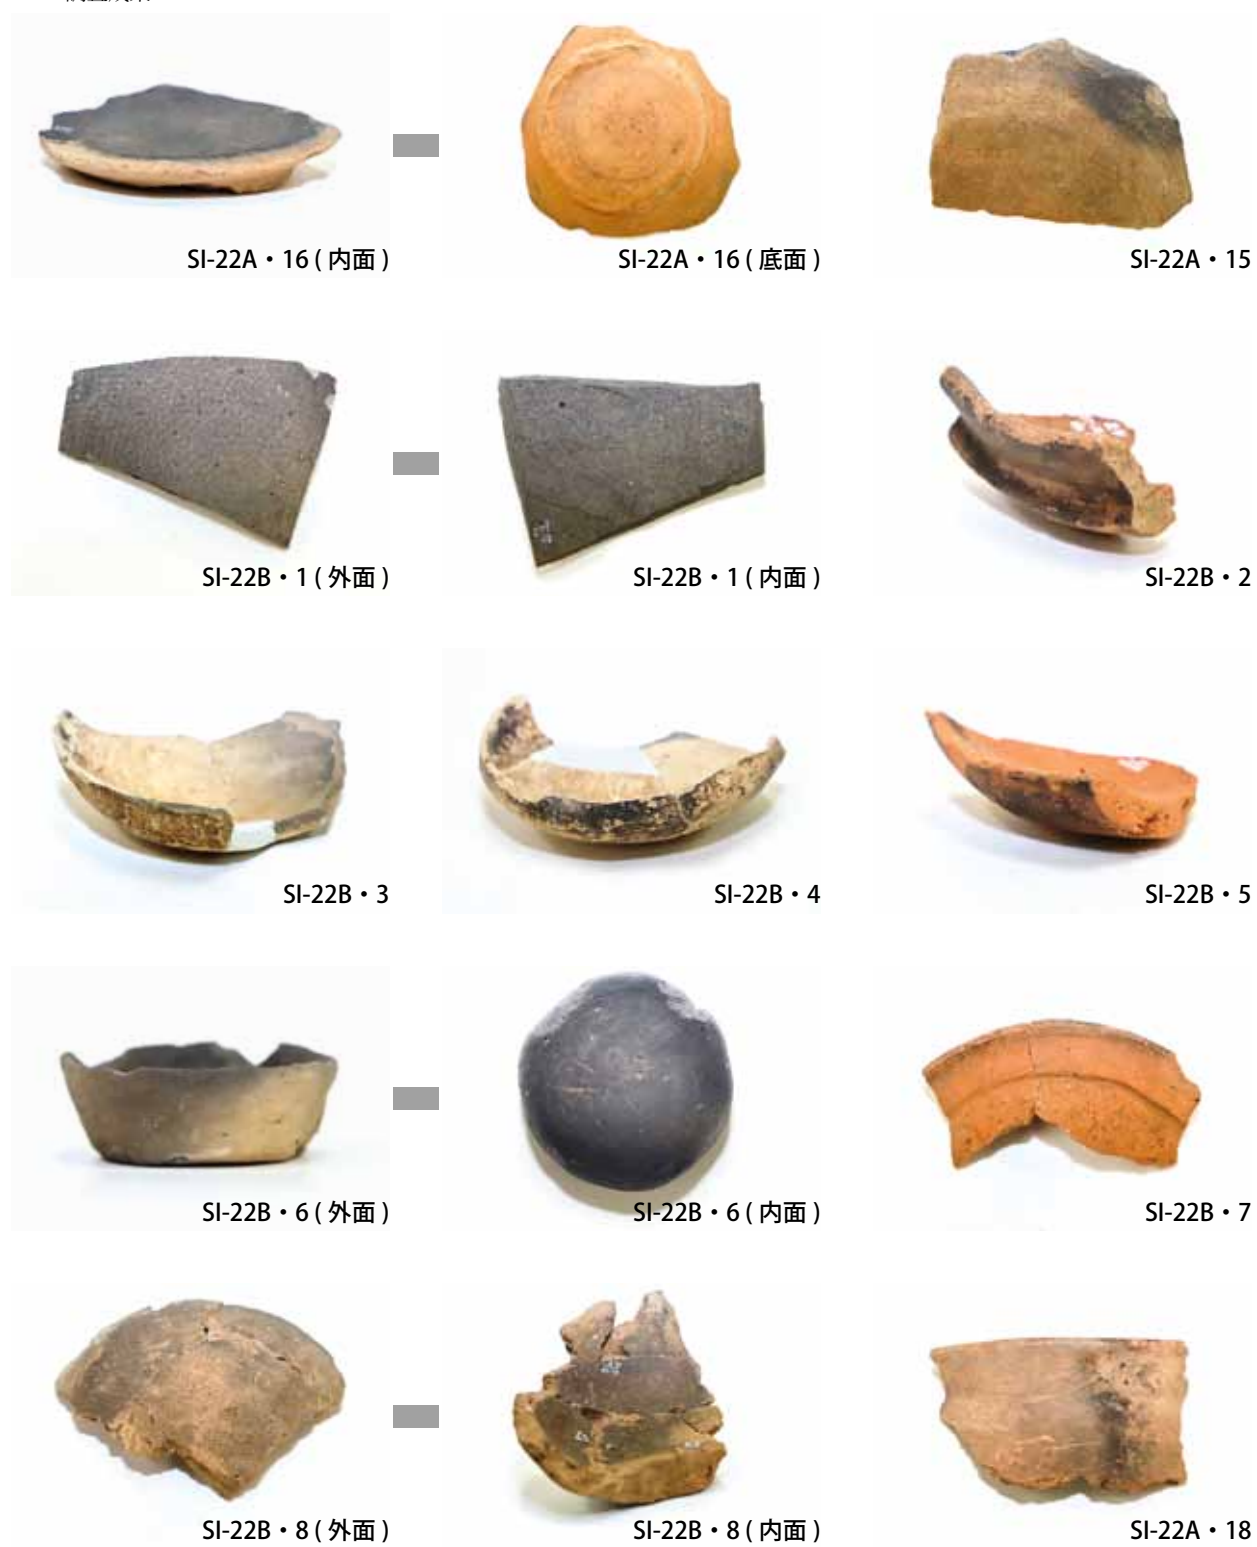 SI-22A・16 ( 内面 )
SI-22A・16 ( 底面 )
SI-22A・15
SI-22B・1 ( 外面 )
SI-22B・1 ( 内面 )
SI-22B・2
SI-22B・3
SI-22B・4
SI-22B・5
SI-22B・6 ( 外面 )
SI-22B・6 ( 内面 )
SI-22B・7
SI-22B・8 ( 外面 )
SI-22B・8 ( 内面 )
SI-22A・18